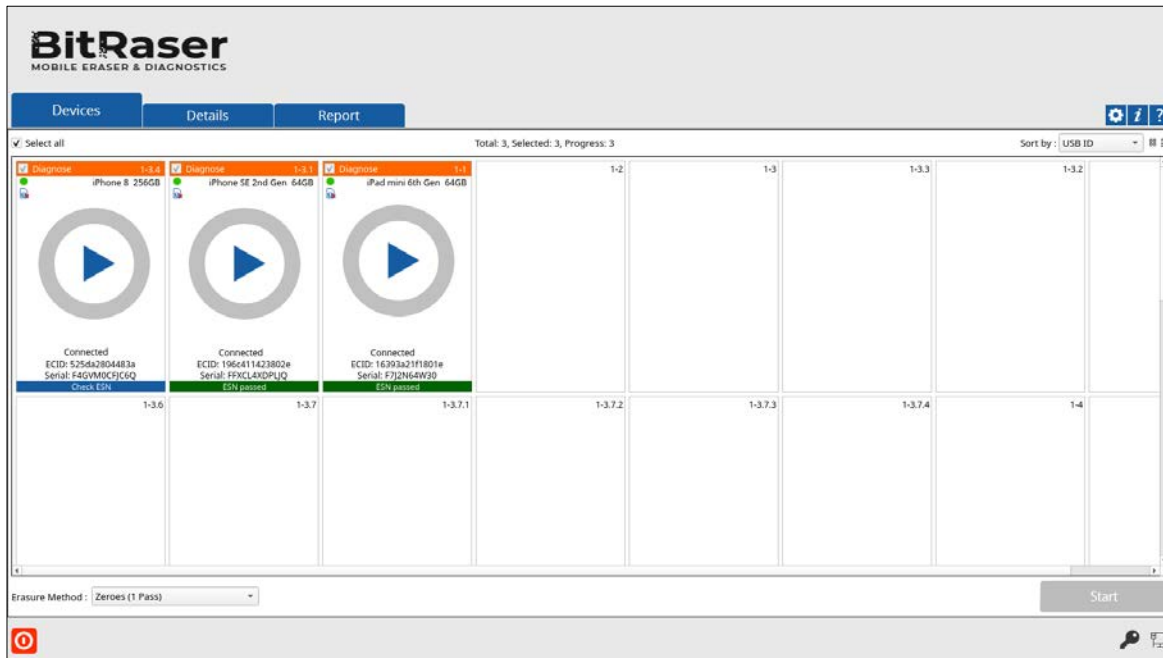 BitRaser
MOBILE ERASER & DIAGNOSTICS
Devices Details Report
Select all Total: 3, Selected: 3, Progress: 3 Sort by : USB ID
Diagnose 1-3.4 Diagnose 1-3.1 Diagnose 1-1 1-2 1-3 1-3.3 1-3.2
iPhone 8 256GB iPhone SE 2nd Gen 64GB iPad mini 6th Gen 64GB
Connected Connected Connected
ECID: 525da2804483a ECID: 196c411423802e ECID: 16393a21f1801e
Serial: F4GVM0CFJC6Q Serial: FFXCL4XDPLJQ Serial: F7J2N64W30
Check ESN ESN passed ESN passed
1-3.6 1-3.7 1-3.7.1 1-3.7.2 1-3.7.3 1-3.7.4 1-4
Erasure Method : Zeroes (1 Pass) Start